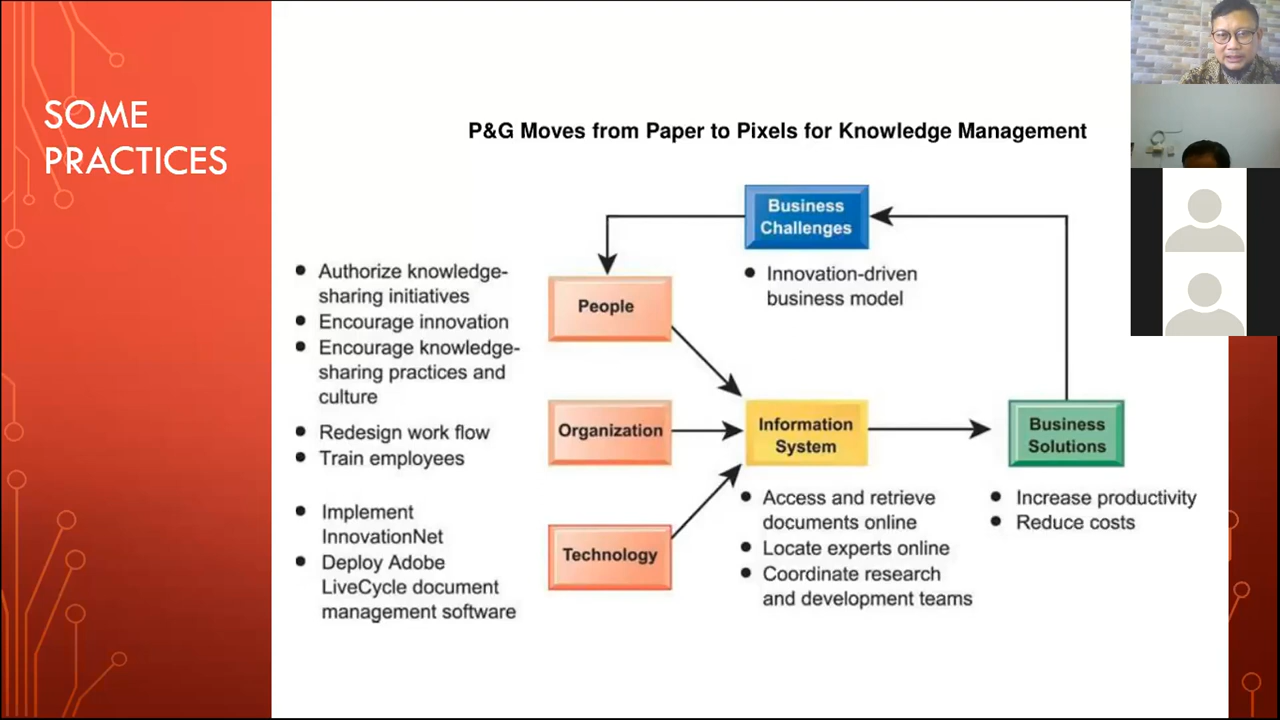 SOME
PRACTICES
P&G Moves from Paper to Pixels for Knowledge Management
Business
Challenges
• Innovation-driven
business model
• Authorize knowledge-
sharing initiatives
• Encourage innovation
• Encourage knowledge-
sharing practices and
culture
People
• Redesign work flow
• Train employees
Organization
• Implement
InnovationNet
• Deploy Adobe
LiveCycle document
management software
Technology
Information
System
• Access and retrieve
documents online
• Locate experts online
• Coordinate research
and development teams
Business
Solutions
• Increase productivity
• Reduce costs